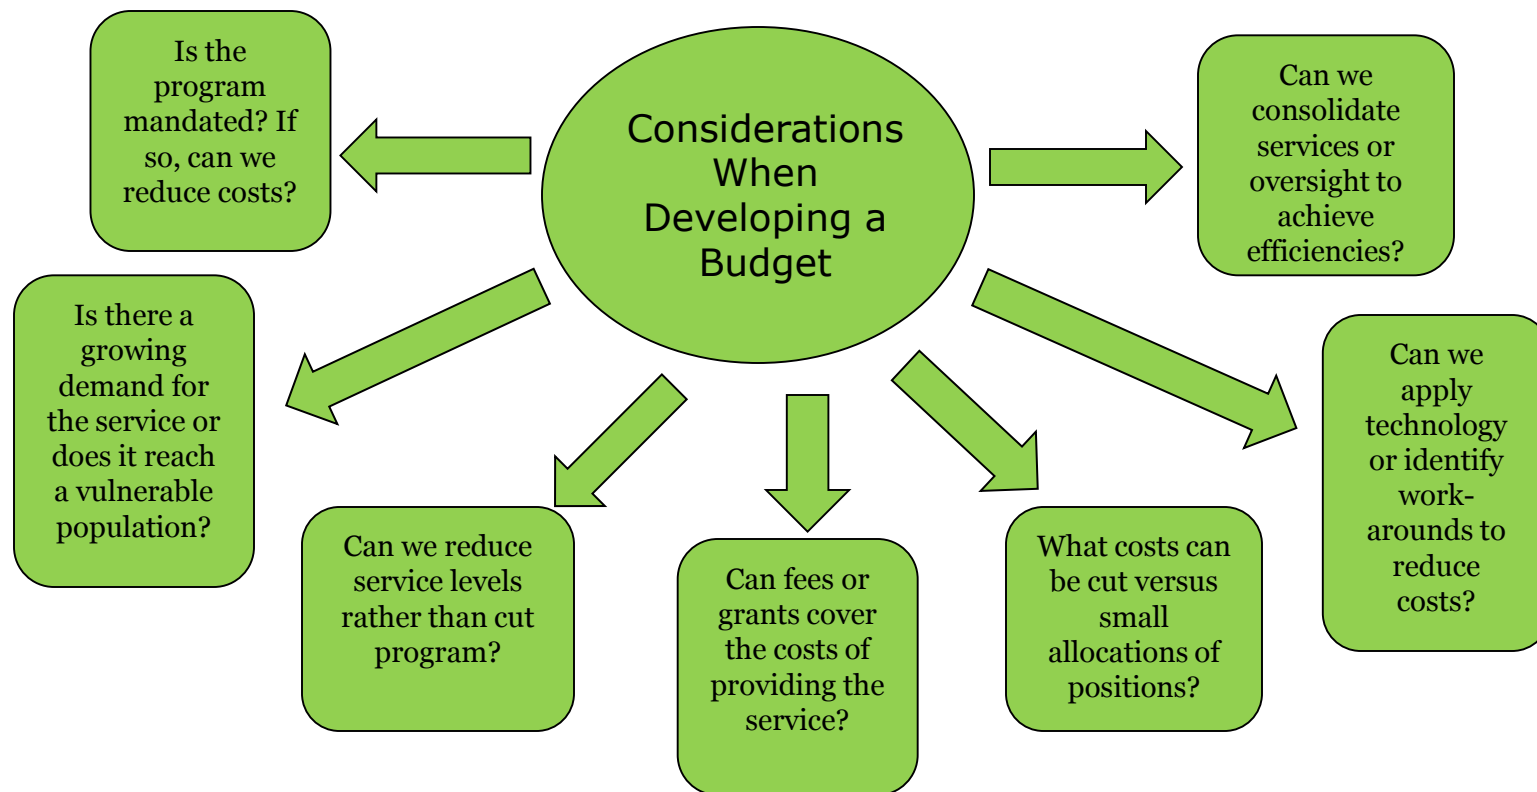 Considerations
When
Developing a
Budget
Is the
program
mandated? If
so, can we
reduce costs?
Is there a
growing
demand for
the service or
does it reach
a vulnerable
population?
Can we reduce
service levels
rather than cut
program?
Can fees or
grants cover
the costs of
providing the
service?
What costs can
be cut versus
small
allocations of
positions?
Can we
apply
technology
or identify
work-
arounds to
reduce
costs?
Can we
consolidate
services or
oversight to
achieve
efficiencies?